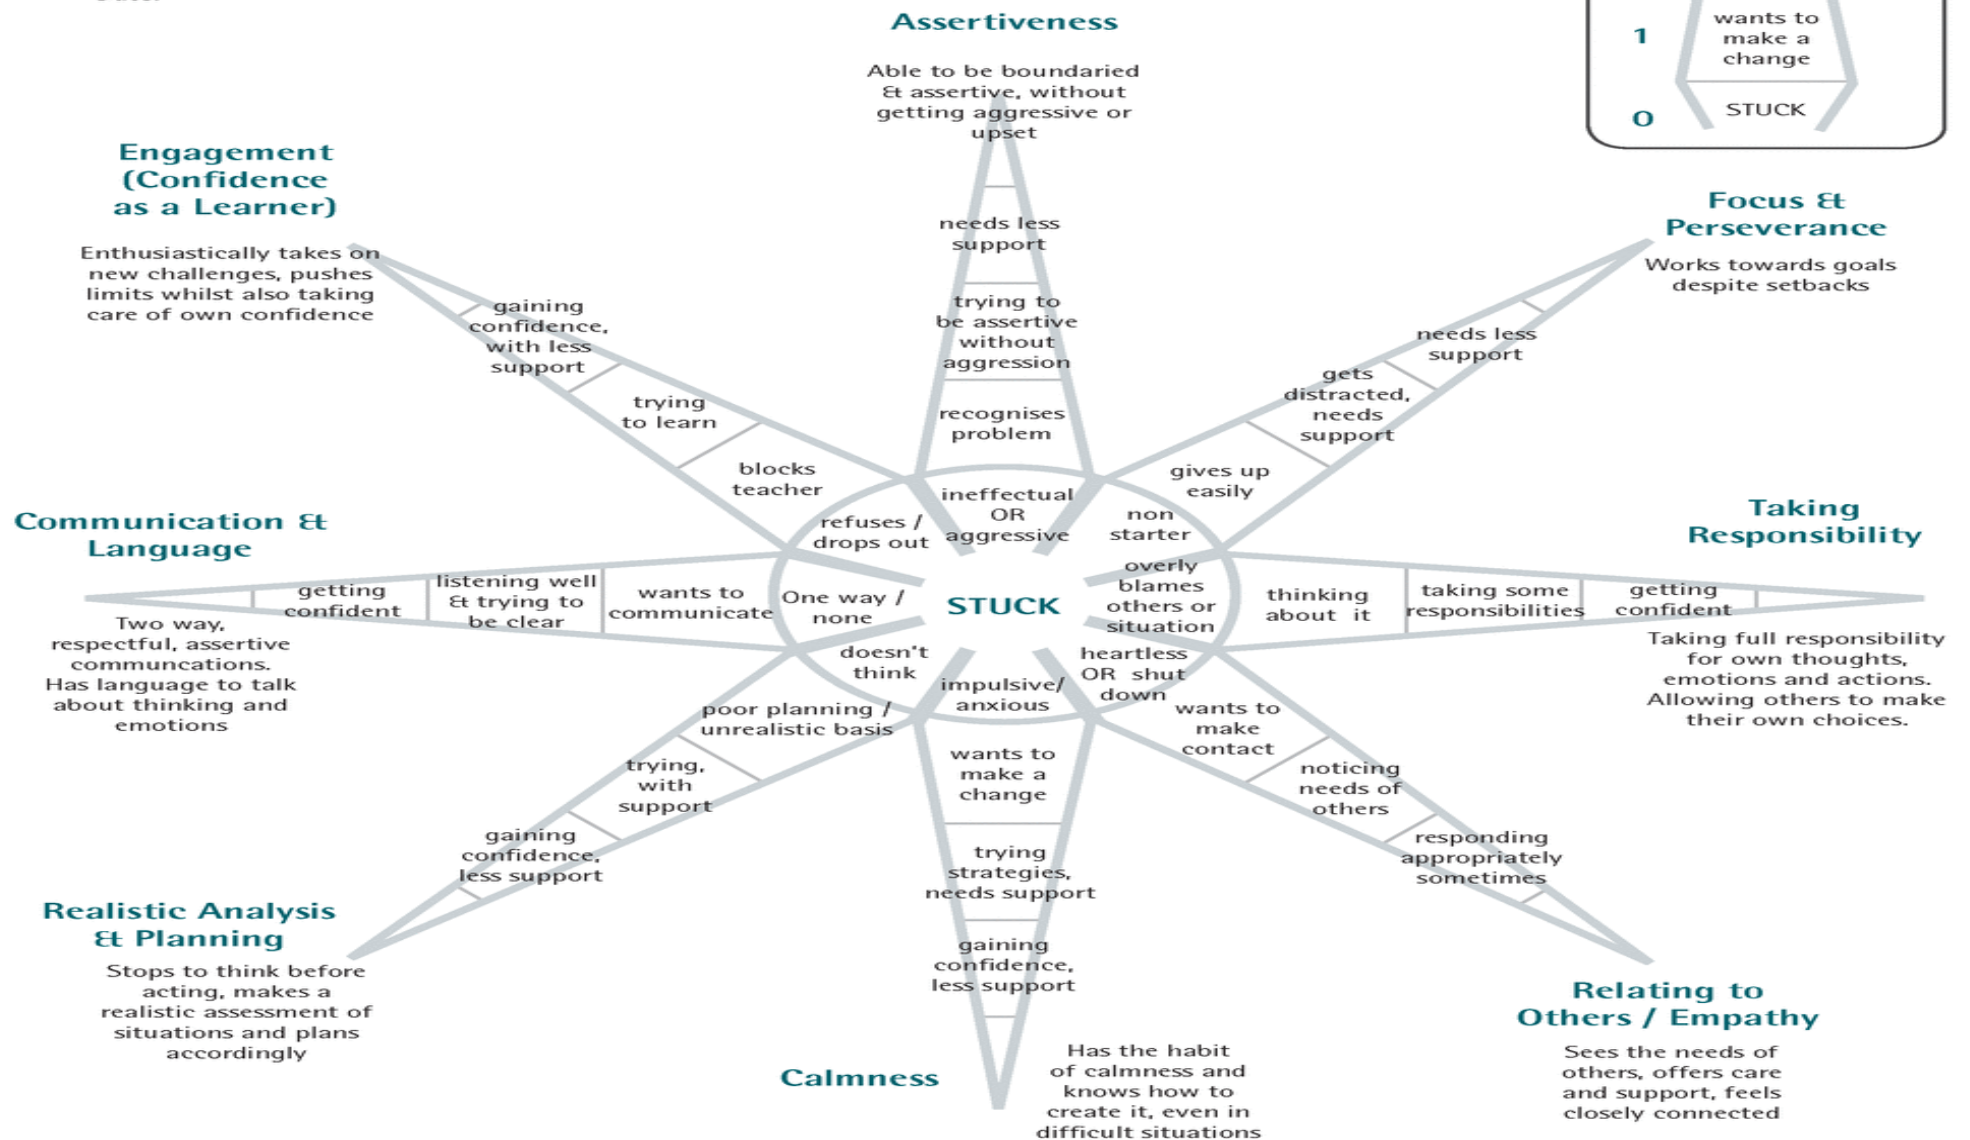 Assertiveness
Able to be boundaried
& assertive, without
getting aggressive or
upset
needs less
support
trying to
be assertive
without
aggression
recognises
problem
ineffectual
OR
aggressive
1
wants to
make a
change
0
STUCK
Focus &
Perseverance
Works towards goals
despite setbacks
needs less
support
gets
distracted,
needs
support
gives up
easily
non
starter
Taking
Responsibility
overly
blames
others or
situation
thinking
about it
taking some
responsibilities
getting
confident
Taking full responsibility
for own thoughts,
emotions and actions.
Allowing others to make
their own choices.
heartless
OR shut
down
wants to
make
contact
noticing
needs of
others
responding
appropriately
sometimes
Relating to
Others / Empathy
Sees the needs of
others, offers care
and support, feels
closely connected
impulsive/
anxious
wants to
make a
change
trying
strategies,
needs support
gaining
confidence,
less support
Calmness
Has the habit
of calmness and
knows how to
create it, even in
difficult situations
doesn't
think
poor planning /
unrealistic basis
trying,
with
support
gaining
confidence,
less support
Realistic Analysis
& Planning
Stops to think before
acting, makes a
realistic assessment of
situations and plans
accordingly
Communication &
Language
One way /
none
wants to
communicate
listening well
& trying to
be clear
getting
confident
Two way,
respectful, assertive
communcations.
Has language to talk
about thinking and
emotions
Engagement
(Confidence
as a Learner)
Enthusiastically takes on
new challenges, pushes
limits whilst also taking
care of own confidence
gaining
confidence,
with less
support
trying
to learn
blocks
teacher
refuses /
drops out
STUCK